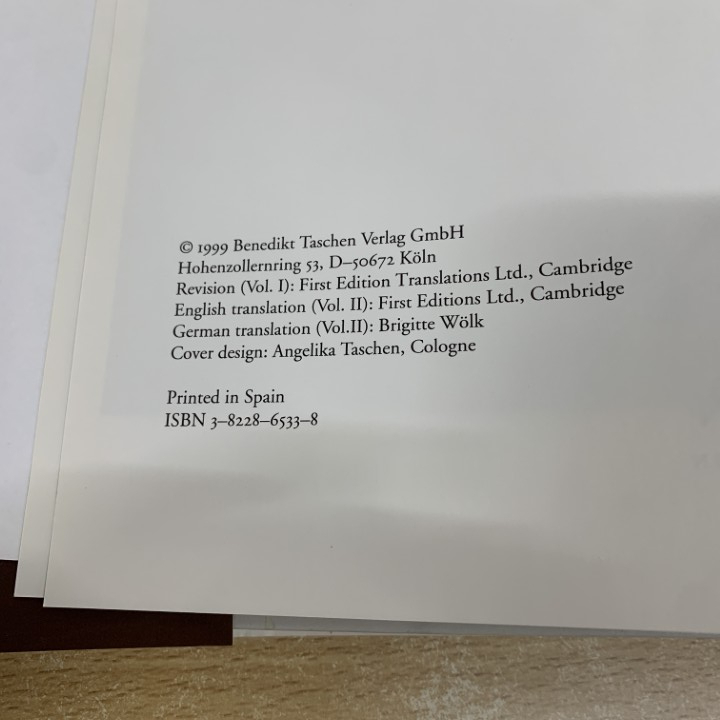 © 1999 Benedikt Taschen Verlag GmbH
Hohenzollernring 53, D–50672 Köln
Revision (Vol. I): First Edition Translations Ltd., Cambridge
English translation (Vol. II): First Editions Ltd., Cambridge
German translation (Vol.II): Brigitte Wölk
Cover design: Angelika Taschen, Cologne
Printed in Spain
ISBN 3–8228–6533–8